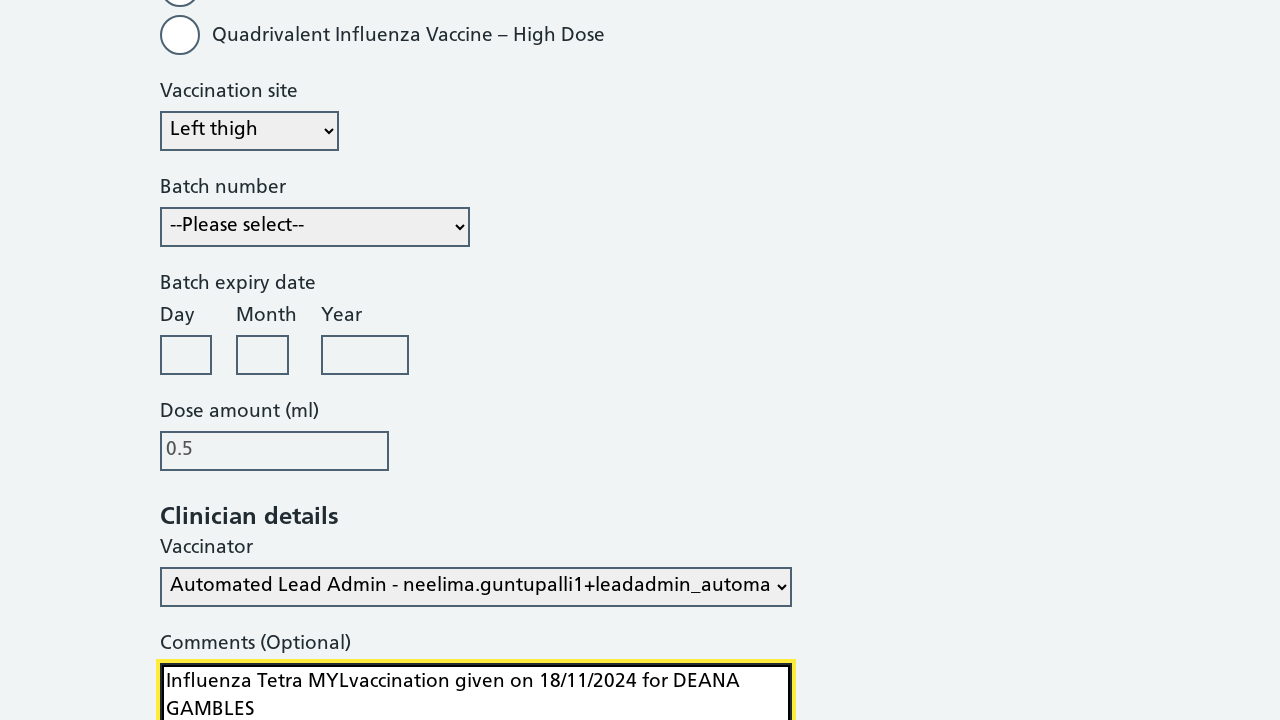 Quadrivalent Influenza Vaccine – High Dose
Vaccination site
Left thigh
Batch number
--Please select--
Batch expiry date
Day Month Year
Dose amount (ml)
0.5
Clinician details
Vaccinator
Automated Lead Admin - neelima.guntupalli1+leadadmin_automa
Comments (Optional)
Influenza Tetra MYLvaccination given on 18/11/2024 for DEANA
GAMBLES